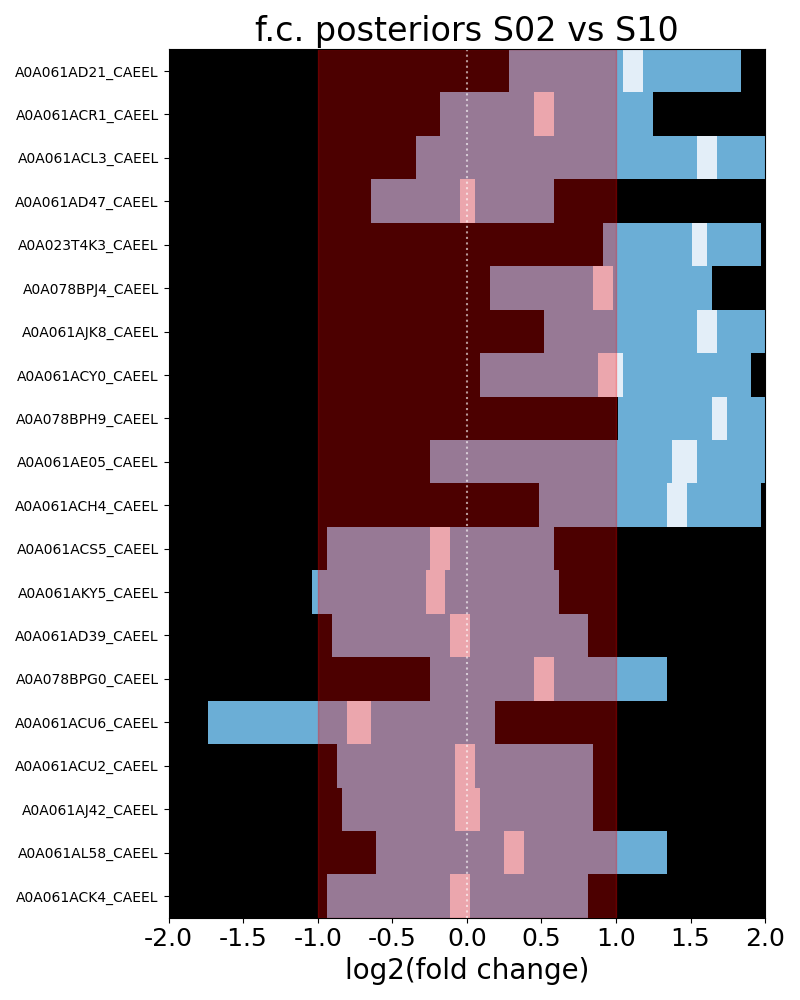 f.c. posteriors S02 vs S10
A0A061AD21_CAEEL
A0A061ACR1_CAEEL
A0A061ACL3_CAEEL
A0A061AD47_CAEEL
A0A023T4K3_CAEEL
A0A078BPJ4_CAEEL
A0A061AJK8_CAEEL
A0A061ACY0_CAEEL
A0A078BPH9_CAEEL
A0A061AE05_CAEEL
A0A061ACH4_CAEEL
A0A061ACS5_CAEEL
A0A061AKY5_CAEEL
A0A061AD39_CAEEL
A0A078BPG0_CAEEL
A0A061ACU6_CAEEL
A0A061ACU2_CAEEL
A0A061AJ42_CAEEL
A0A061AL58_CAEEL
A0A061ACK4_CAEEL
-2.0 -1.5 -1.0 -0.5 0.0 0.5 1.0 1.5 2.0
log2(fold change)